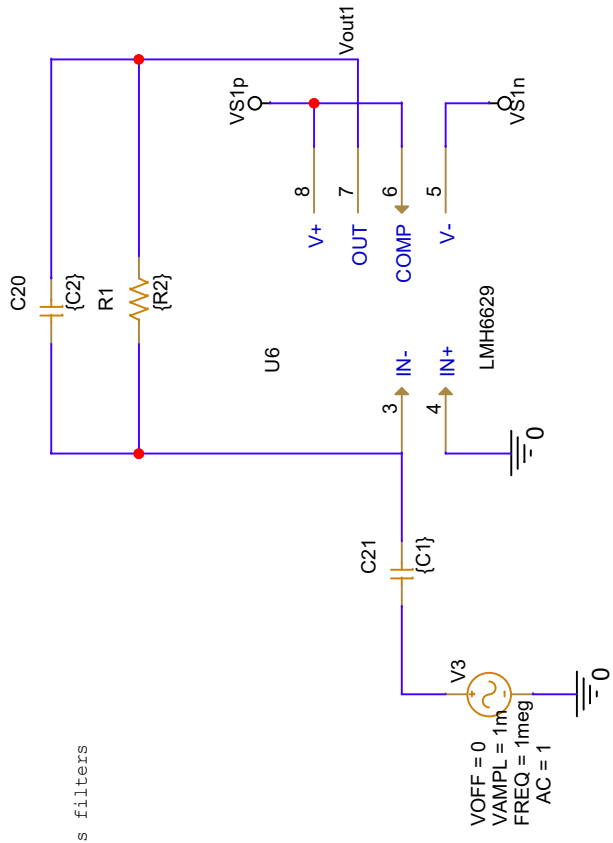 s filters
C20
{C2}
R1
{R2}
Vout1
VS1p
8
7
6
5
V+
OUT
COMP
V-
VS1n
U6
LMH6629
IN-
IN+
3
4
0
C21
{C1}
V3
VOFF = 0
VAMPL = 1m
FREQ = 1meg
AC = 1
+
-
0